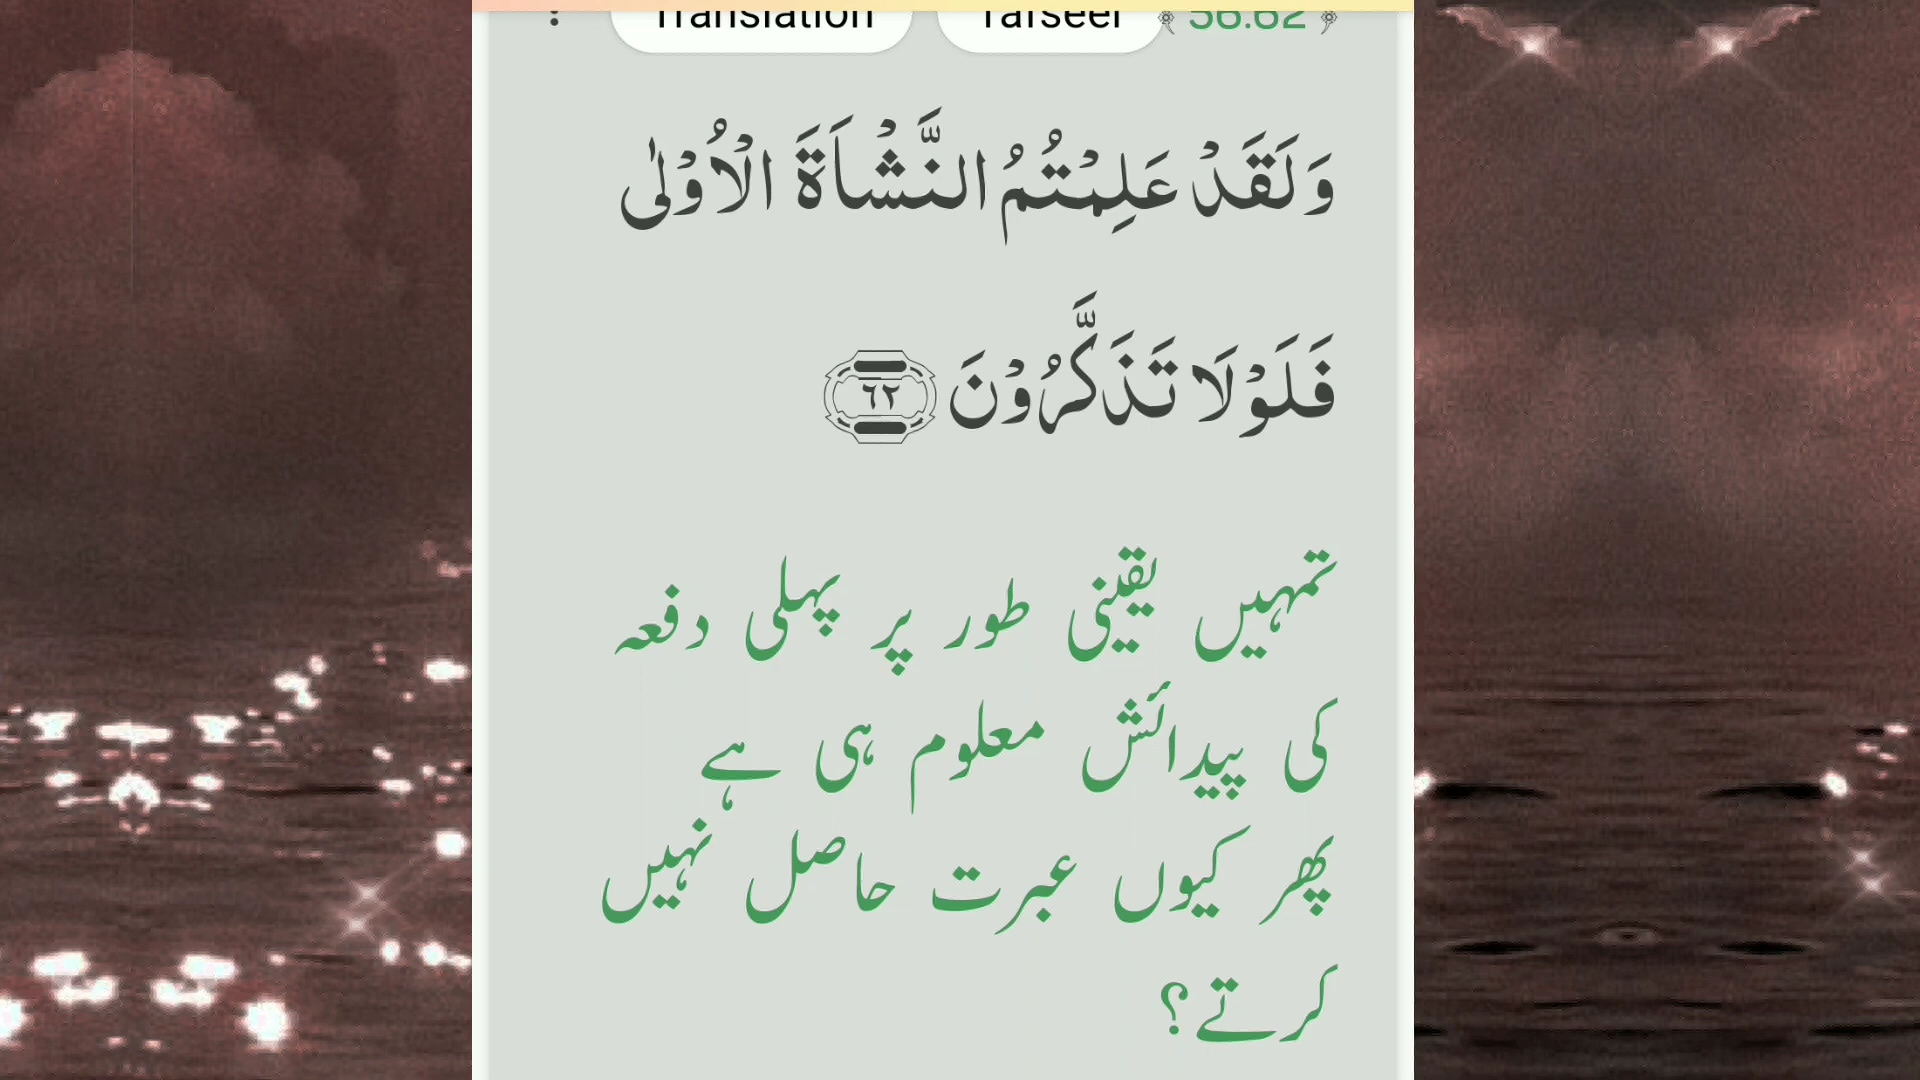 Translation Tafseer 56.62
وَلَقَدْ عَلِمْتُمُ النَّشْاَةَ الْاُوْلٰى
فَلَوْلَا تَذَكَّرُوْنَ ٦٢
تمہیں یقینی طور پر پہلی دفعہ
کی پیدائش معلوم ہی ہے
پھر کیوں عبرت حاصل نہیں
کرتے؟